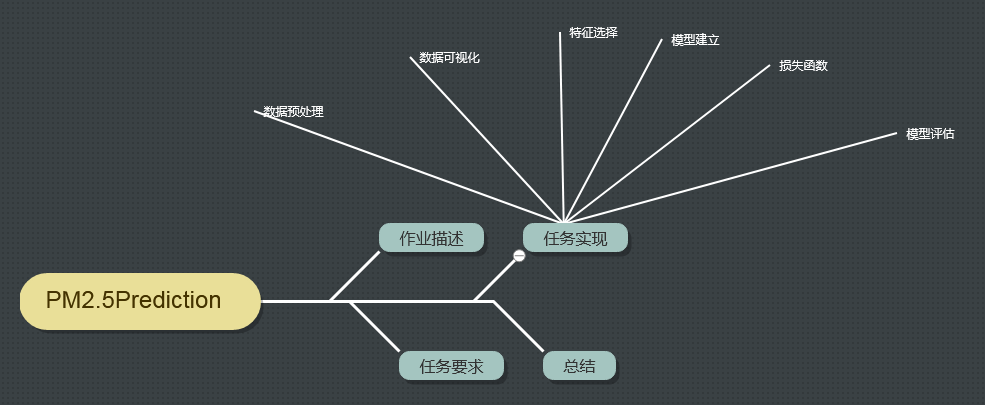 特征选择
模型建立
数据可视化
损失函数
数据预处理
模型评估
作业描述
任务实现
PM2.5Prediction
任务要求
总结